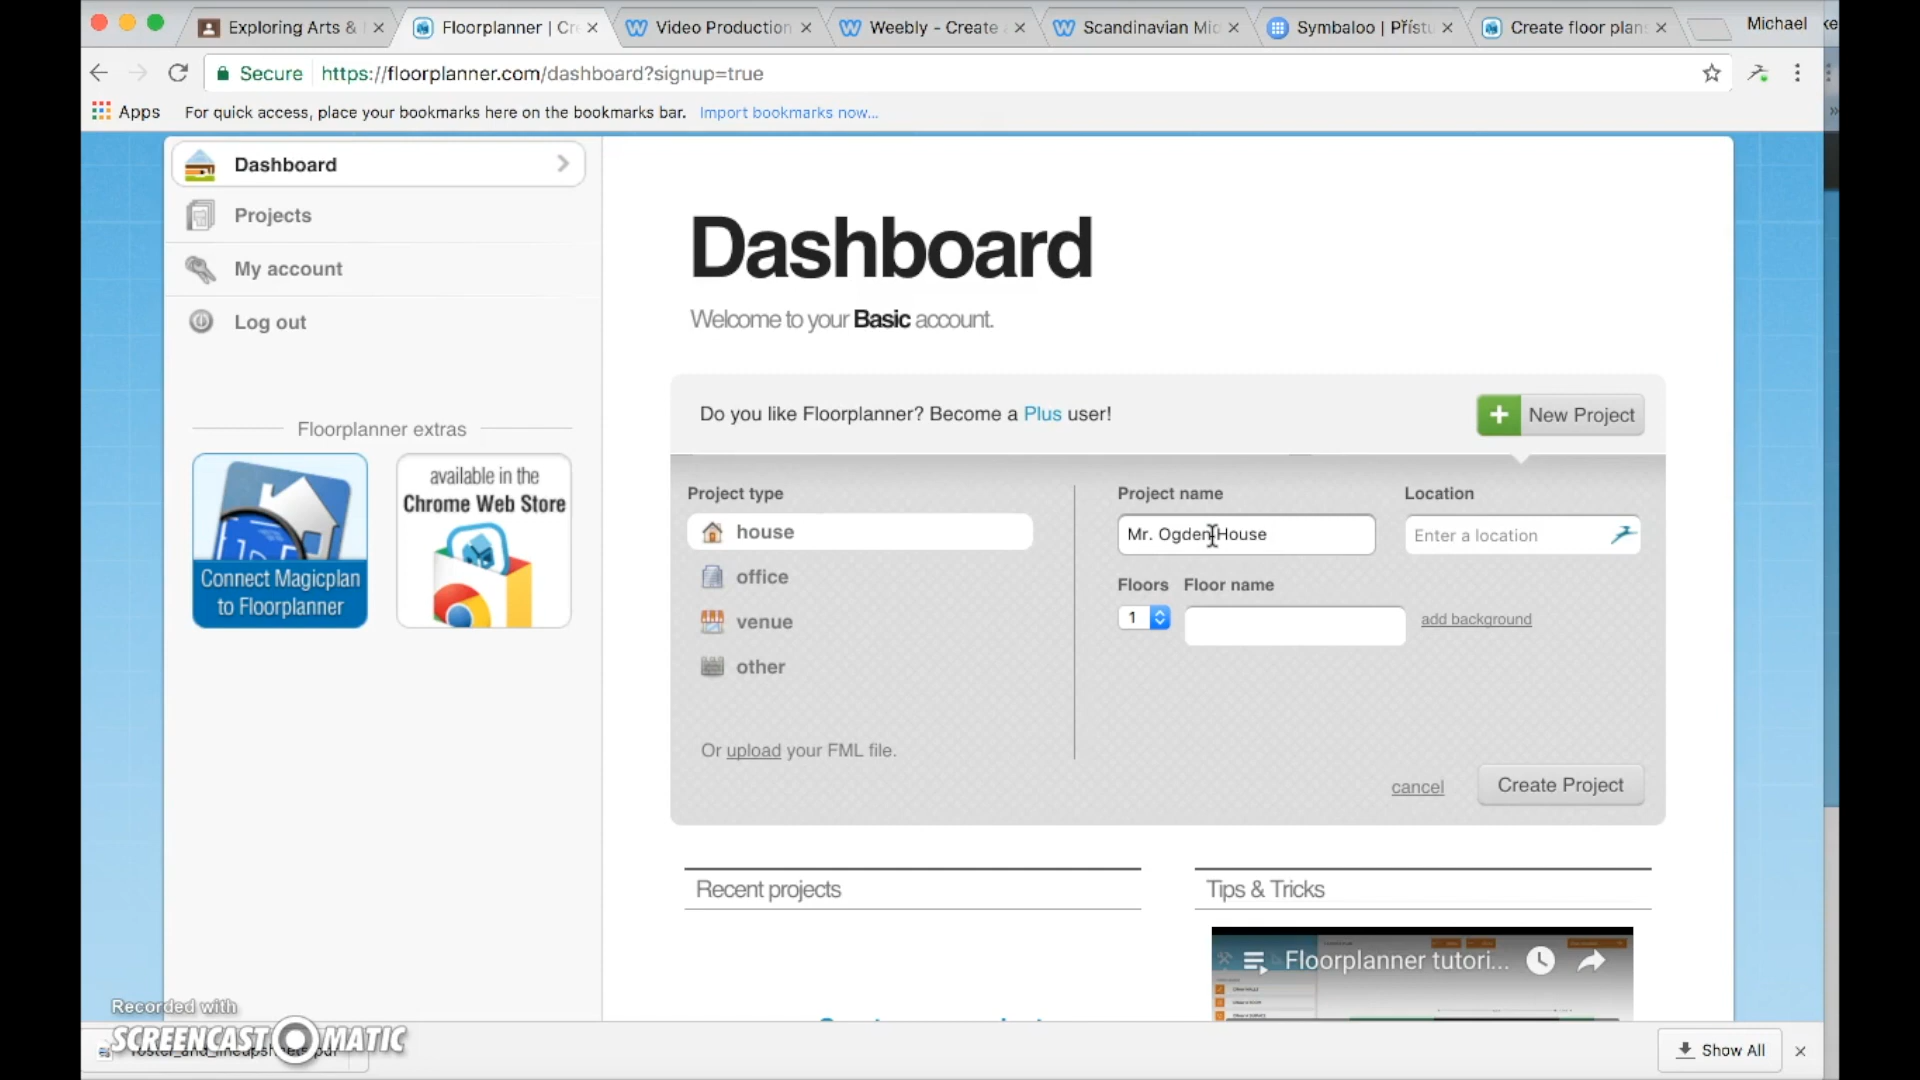 Exploring Arts &
Floorplanner | Cr
Video Production
Weebly - Create
Scandinavian Mic
Symbaloo | Přístu
Create floor plans
Michael
Secure https://floorplanner.com/dashboard?signup=true
Apps For quick access, place your bookmarks here on the bookmarks bar. Import bookmarks now...
Dashboard
Projects
My account
Log out
Floorplanner extras
Connect Magicplan
to Floorplanner
available in the
Chrome Web Store
Dashboard
Welcome to your Basic account.
Do you like Floorplanner? Become a Plus user!
New Project
Project type
house
office
venue
other
Or upload your FML file.
Project name
Mr. Ogden House
Location
Enter a location
Floors Floor name
1
add background
cancel
Create Project
Recent projects
Tips & Tricks
Floorplanner tutori...
Recorded with
SCREENCAST-O-MATIC
roster_and_lineupsheets.pdf
Show All